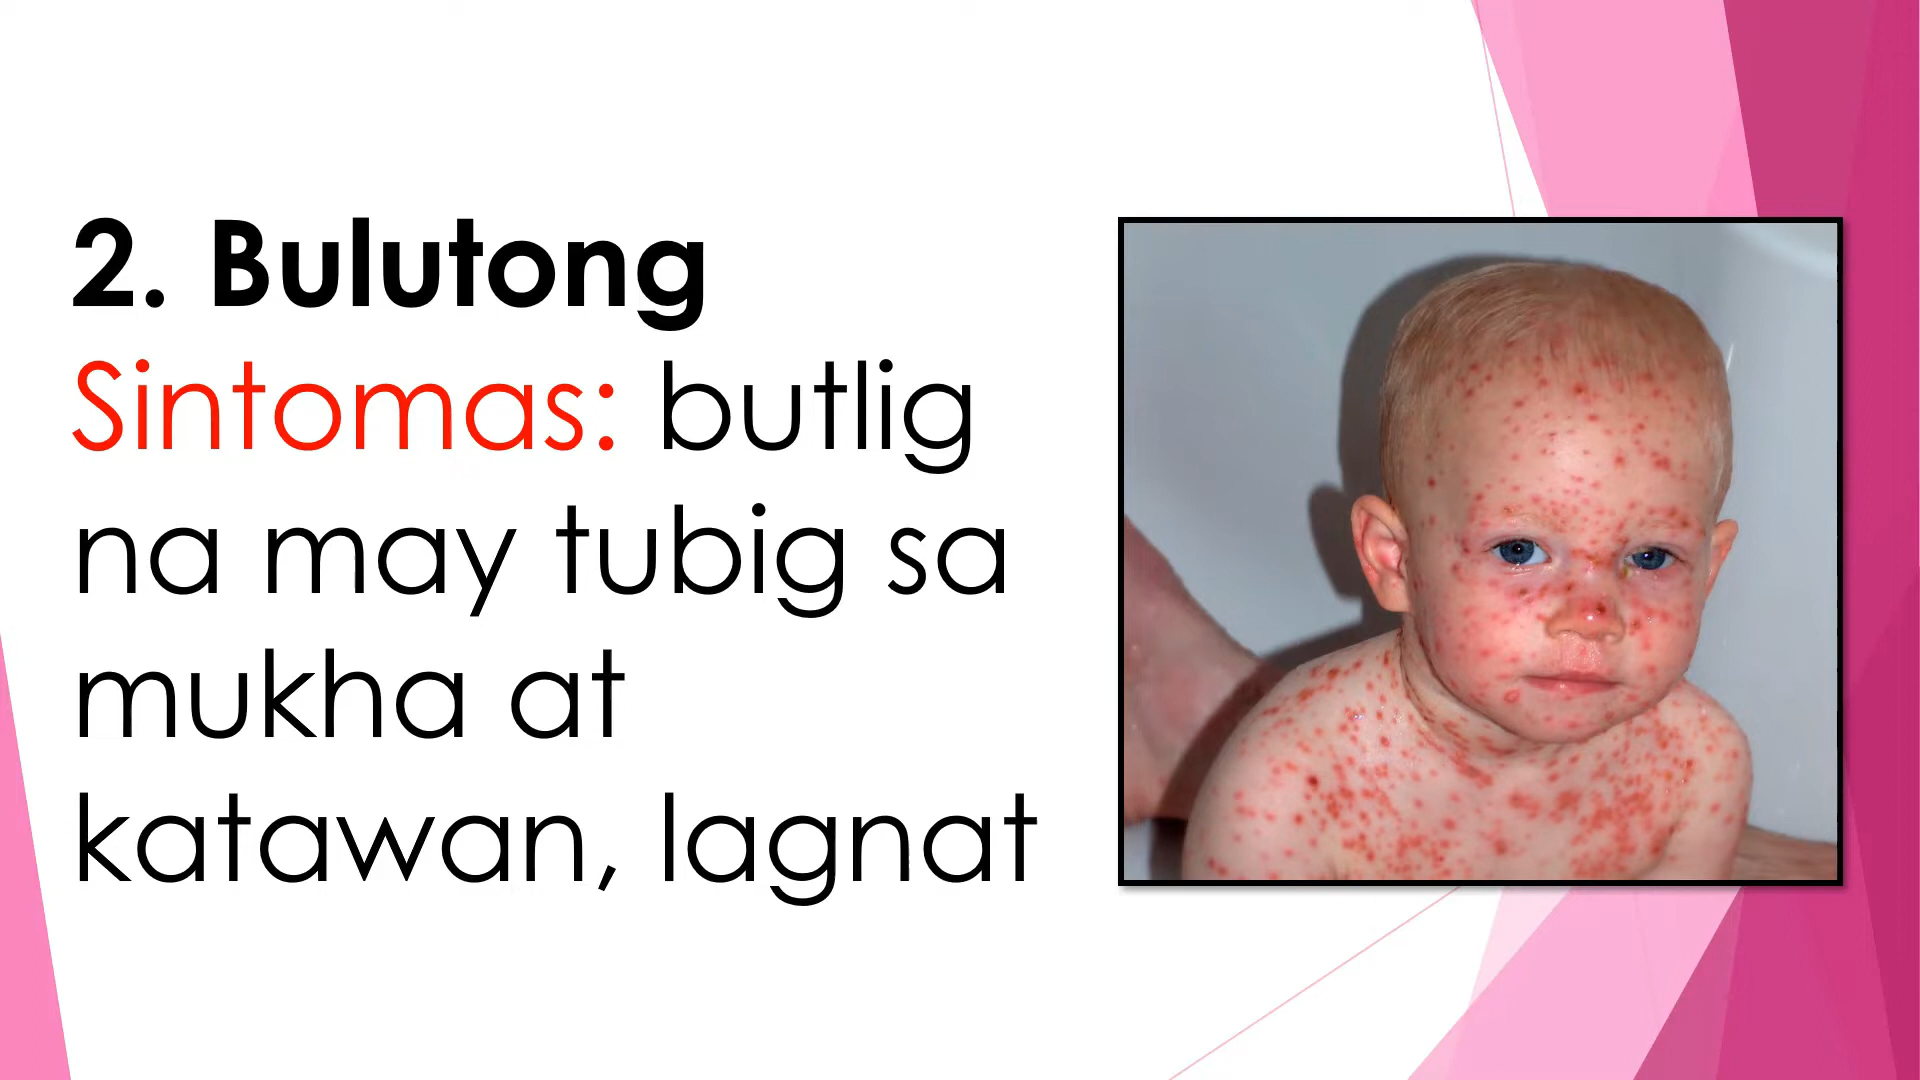 2. Bulutong
Sintomas: butlig
na may tubig sa
mukha at
katawan, lagnat